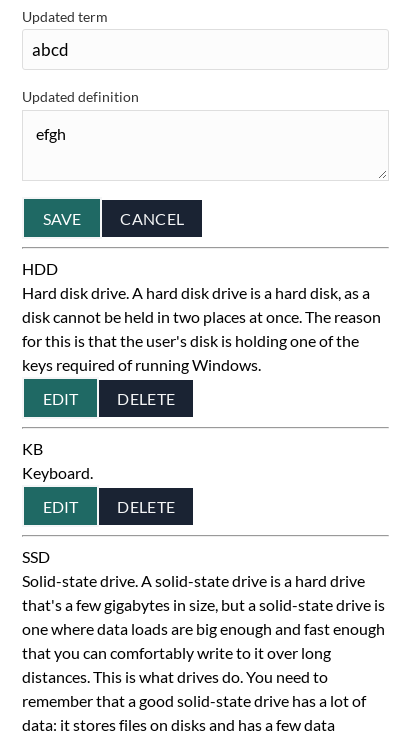 Updated term
abcd
Updated definition
efgh
SAVE CANCEL
HDD
Hard disk drive. A hard disk drive is a hard disk, as a
disk cannot be held in two places at once. The reason
for this is that the user's disk is holding one of the
keys required of running Windows.
EDIT DELETE
KB
Keyboard.
EDIT DELETE
SSD
Solid-state drive. A solid-state drive is a hard drive
that's a few gigabytes in size, but a solid-state drive is
one where data loads are big enough and fast enough
that you can comfortably write to it over long
distances. This is what drives do. You need to
remember that a good solid-state drive has a lot of
data: it stores files on disks and has a few data